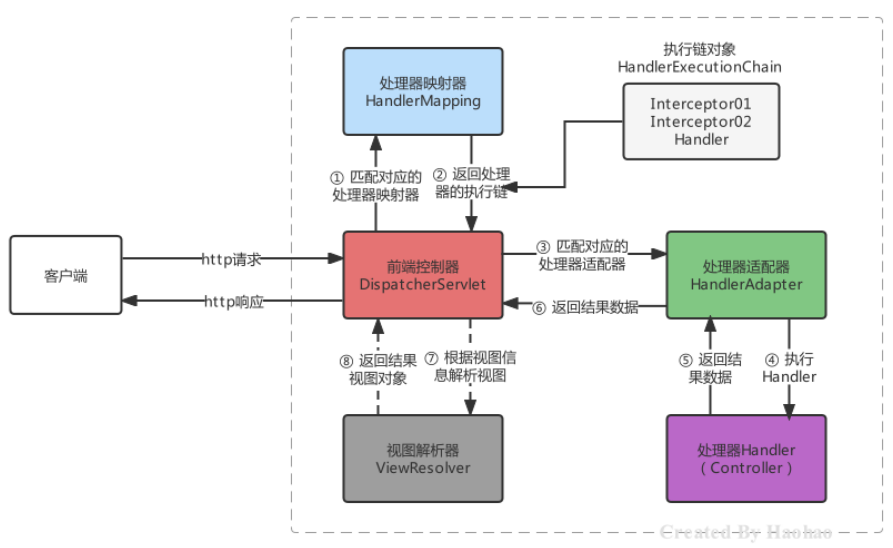 执行链对象
HandlerExecutionChain
处理器映射器
HandlerMapping
Interceptor01
Interceptor02
Handler
① 匹配对应的
处理器映射器
② 返回处理
器的执行链
客户端
http请求
http响应
前端控制器
DispatcherServlet
③ 匹配对应的
处理器适配器
⑥ 返回结果数据
处理器适配器
HandlerAdapter
⑧ 返回结果
视图对象
⑦ 根据视图信
息解析视图
⑤ 返回结
果数据
④ 执行
Handler
视图解析器
ViewResolver
处理器Handler
（Controller）
Created By Haohao